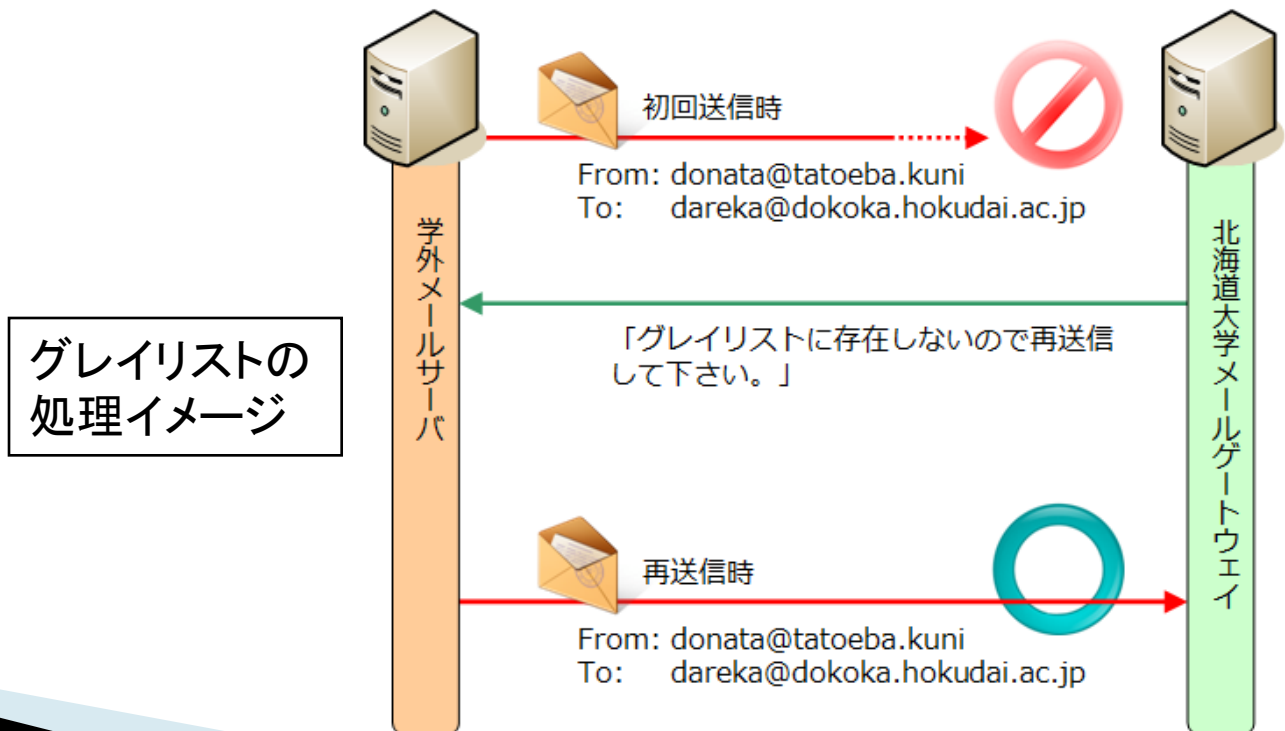 グレイリストの
処理イメージ
学外メールサーバ
初回送信時
From: donata@tatoeba.kuni
To: dareka@dokoka.hokudai.ac.jp
「グレイリストに存在しないので再送信
して下さい。」
再送信時
From: donata@tatoeba.kuni
To: dareka@dokoka.hokudai.ac.jp
北海道大学メールゲートウェイ